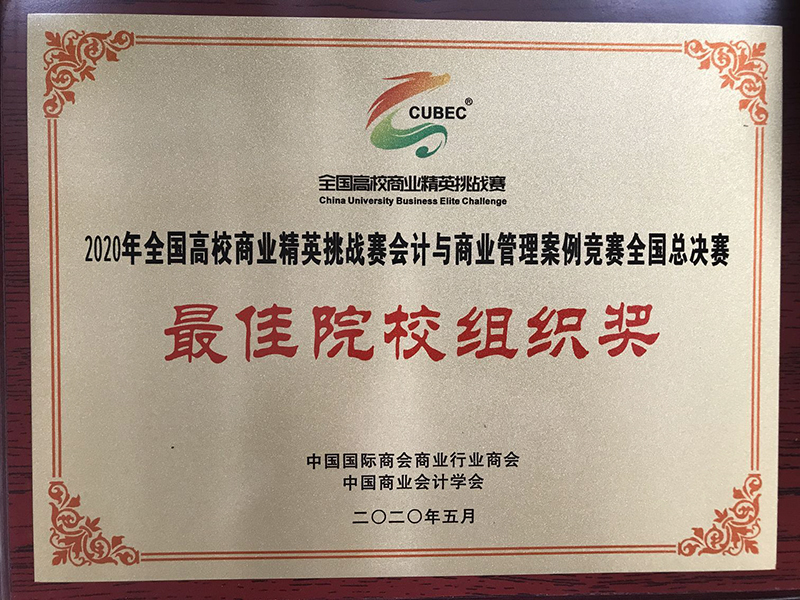 CUBEC®
全国高校商业精英挑战赛
China University Business Elite Challenge
2020年全国高校商业精英挑战赛会计与商业管理案例竞赛全国总决赛
最佳院校组织奖
中国国际商会商业行业商会
中国商业会计学会
二〇二〇年五月